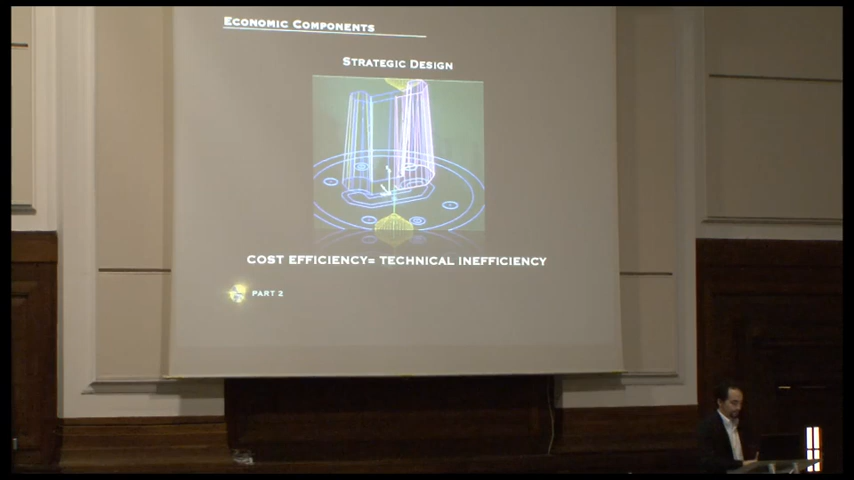 ECONOMIC COMPONENTS
STRATEGIC DESIGN
COST EFFICIENCY= TECHNICAL INEFFICIENCY
PART 2